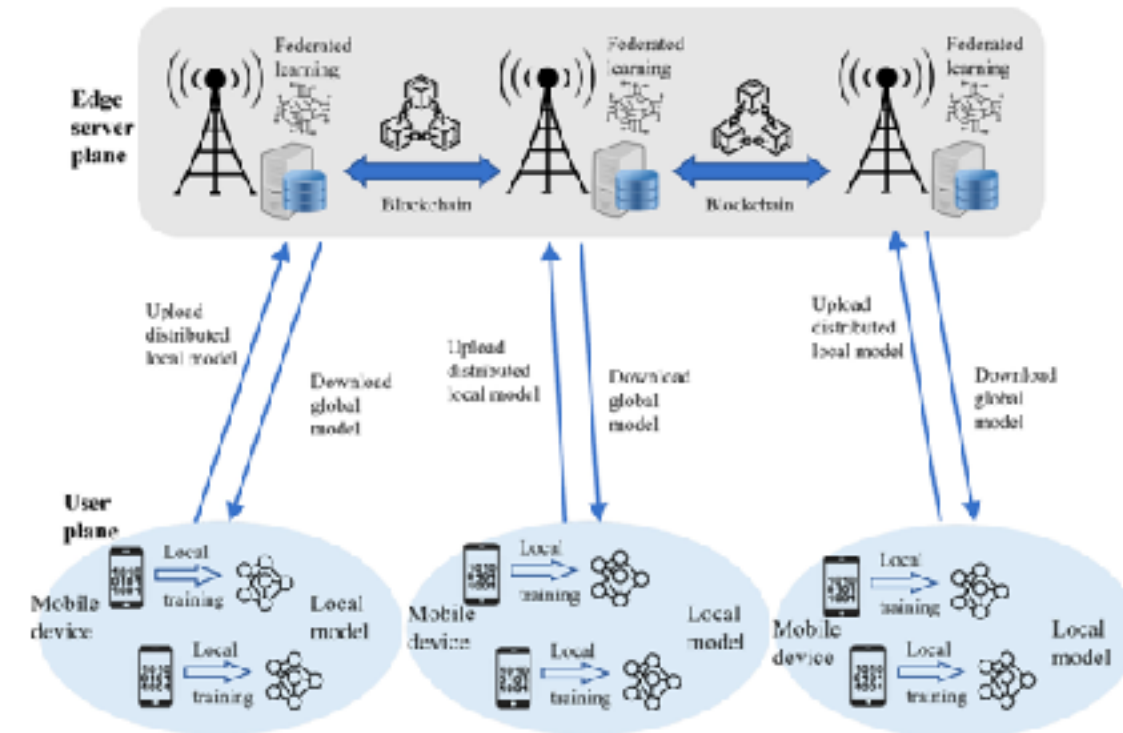 Edge
server
plane
Federated
learning
Blockchain
Federated
learning
Blockchain
Federated
learning
Upload
distributed
local model
Download
global
model
Upload
distributed
local model
Download
global
model
Upload
distributed
local model
Download
global
model
User
plane
Mobile
device
Local
training
Local
training
Local
model
Mobile
device
Local
training
Local
training
Local
model
Mobile
device
Local
training
Local
training
Local
model